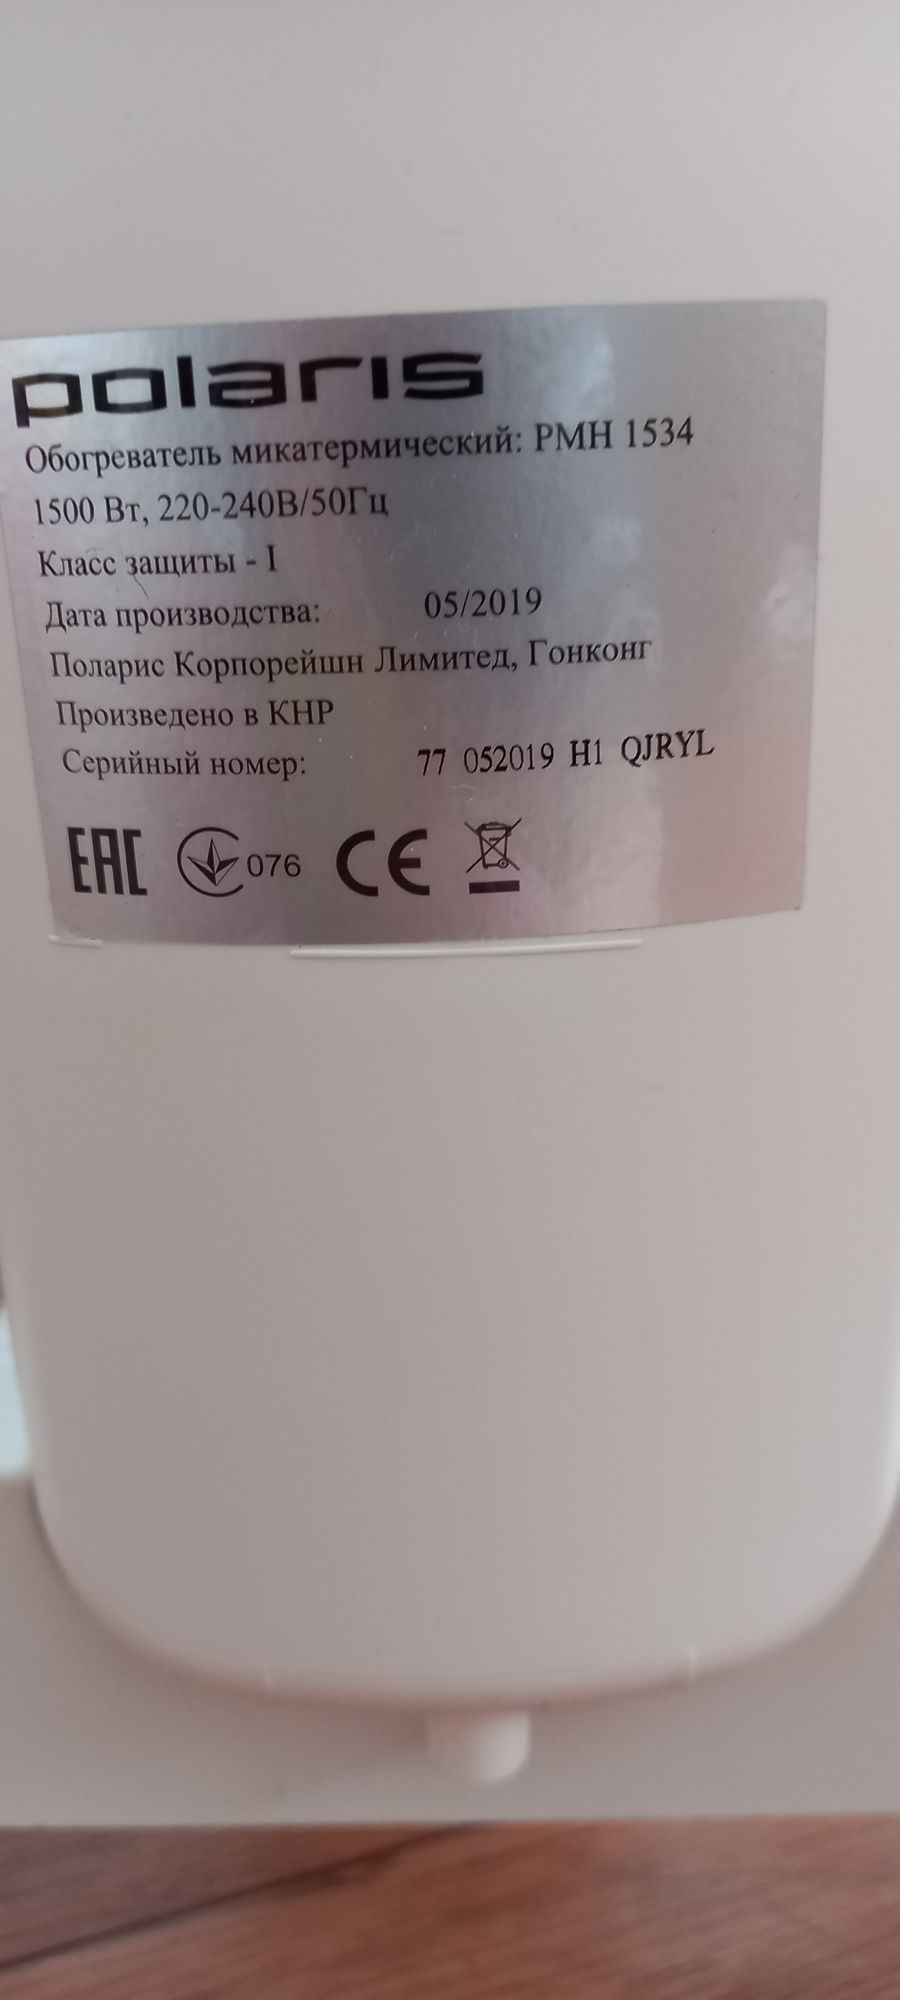 polaris
Обогреватель микатермический: PMH 1534
1500 Вт, 220-240В/50Гц
Класс защиты - I
Дата производства: 05/2019
Поларис Корпорейшн Лимитед, Гонконг
Произведено в КНР
Серийный номер: 77 052019 H1 QJRYL
EAC 076 CE